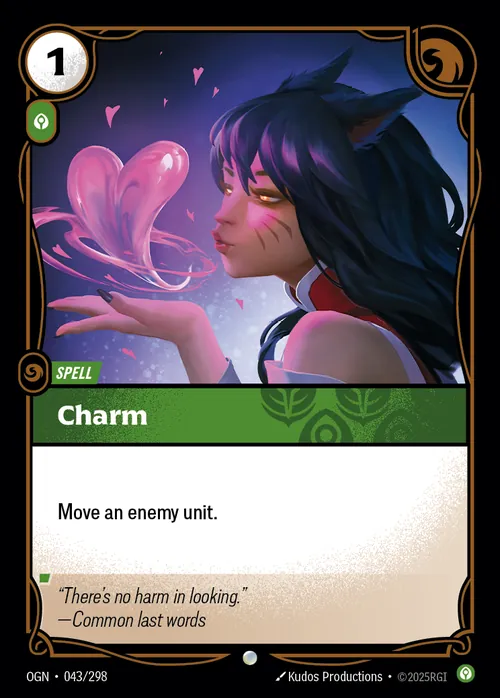 1
SPELL
Charm
Move an enemy unit.
“There’s no harm in looking.”
—Common last words
OGN • 043/298
Kudos Productions • ©2025RGI